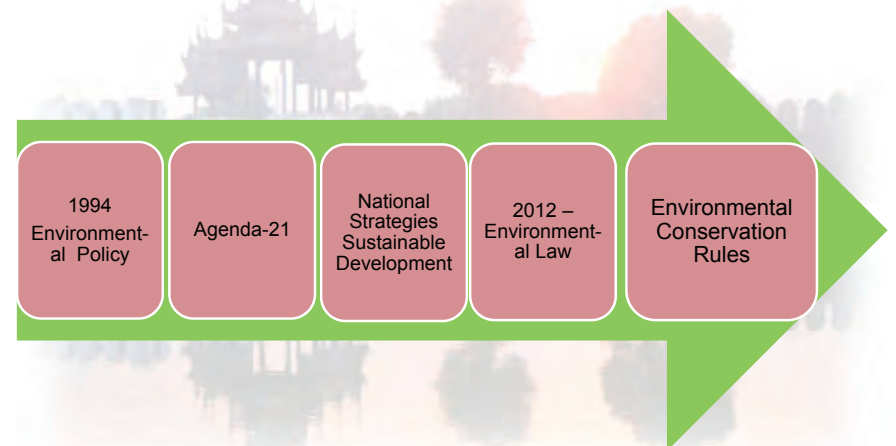 1994
Environment-
al Policy
Agenda-21
National
Strategies
Sustainable
Development
2012 –
Environment-
al Law
Environmental
Conservation
Rules